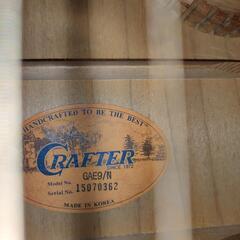 HANDCRAFTED TO BE THE BEST
CRAFTER
SINCE 1972
Model No. GAE9/N
Serial No. 15070362
MADE IN KOREA